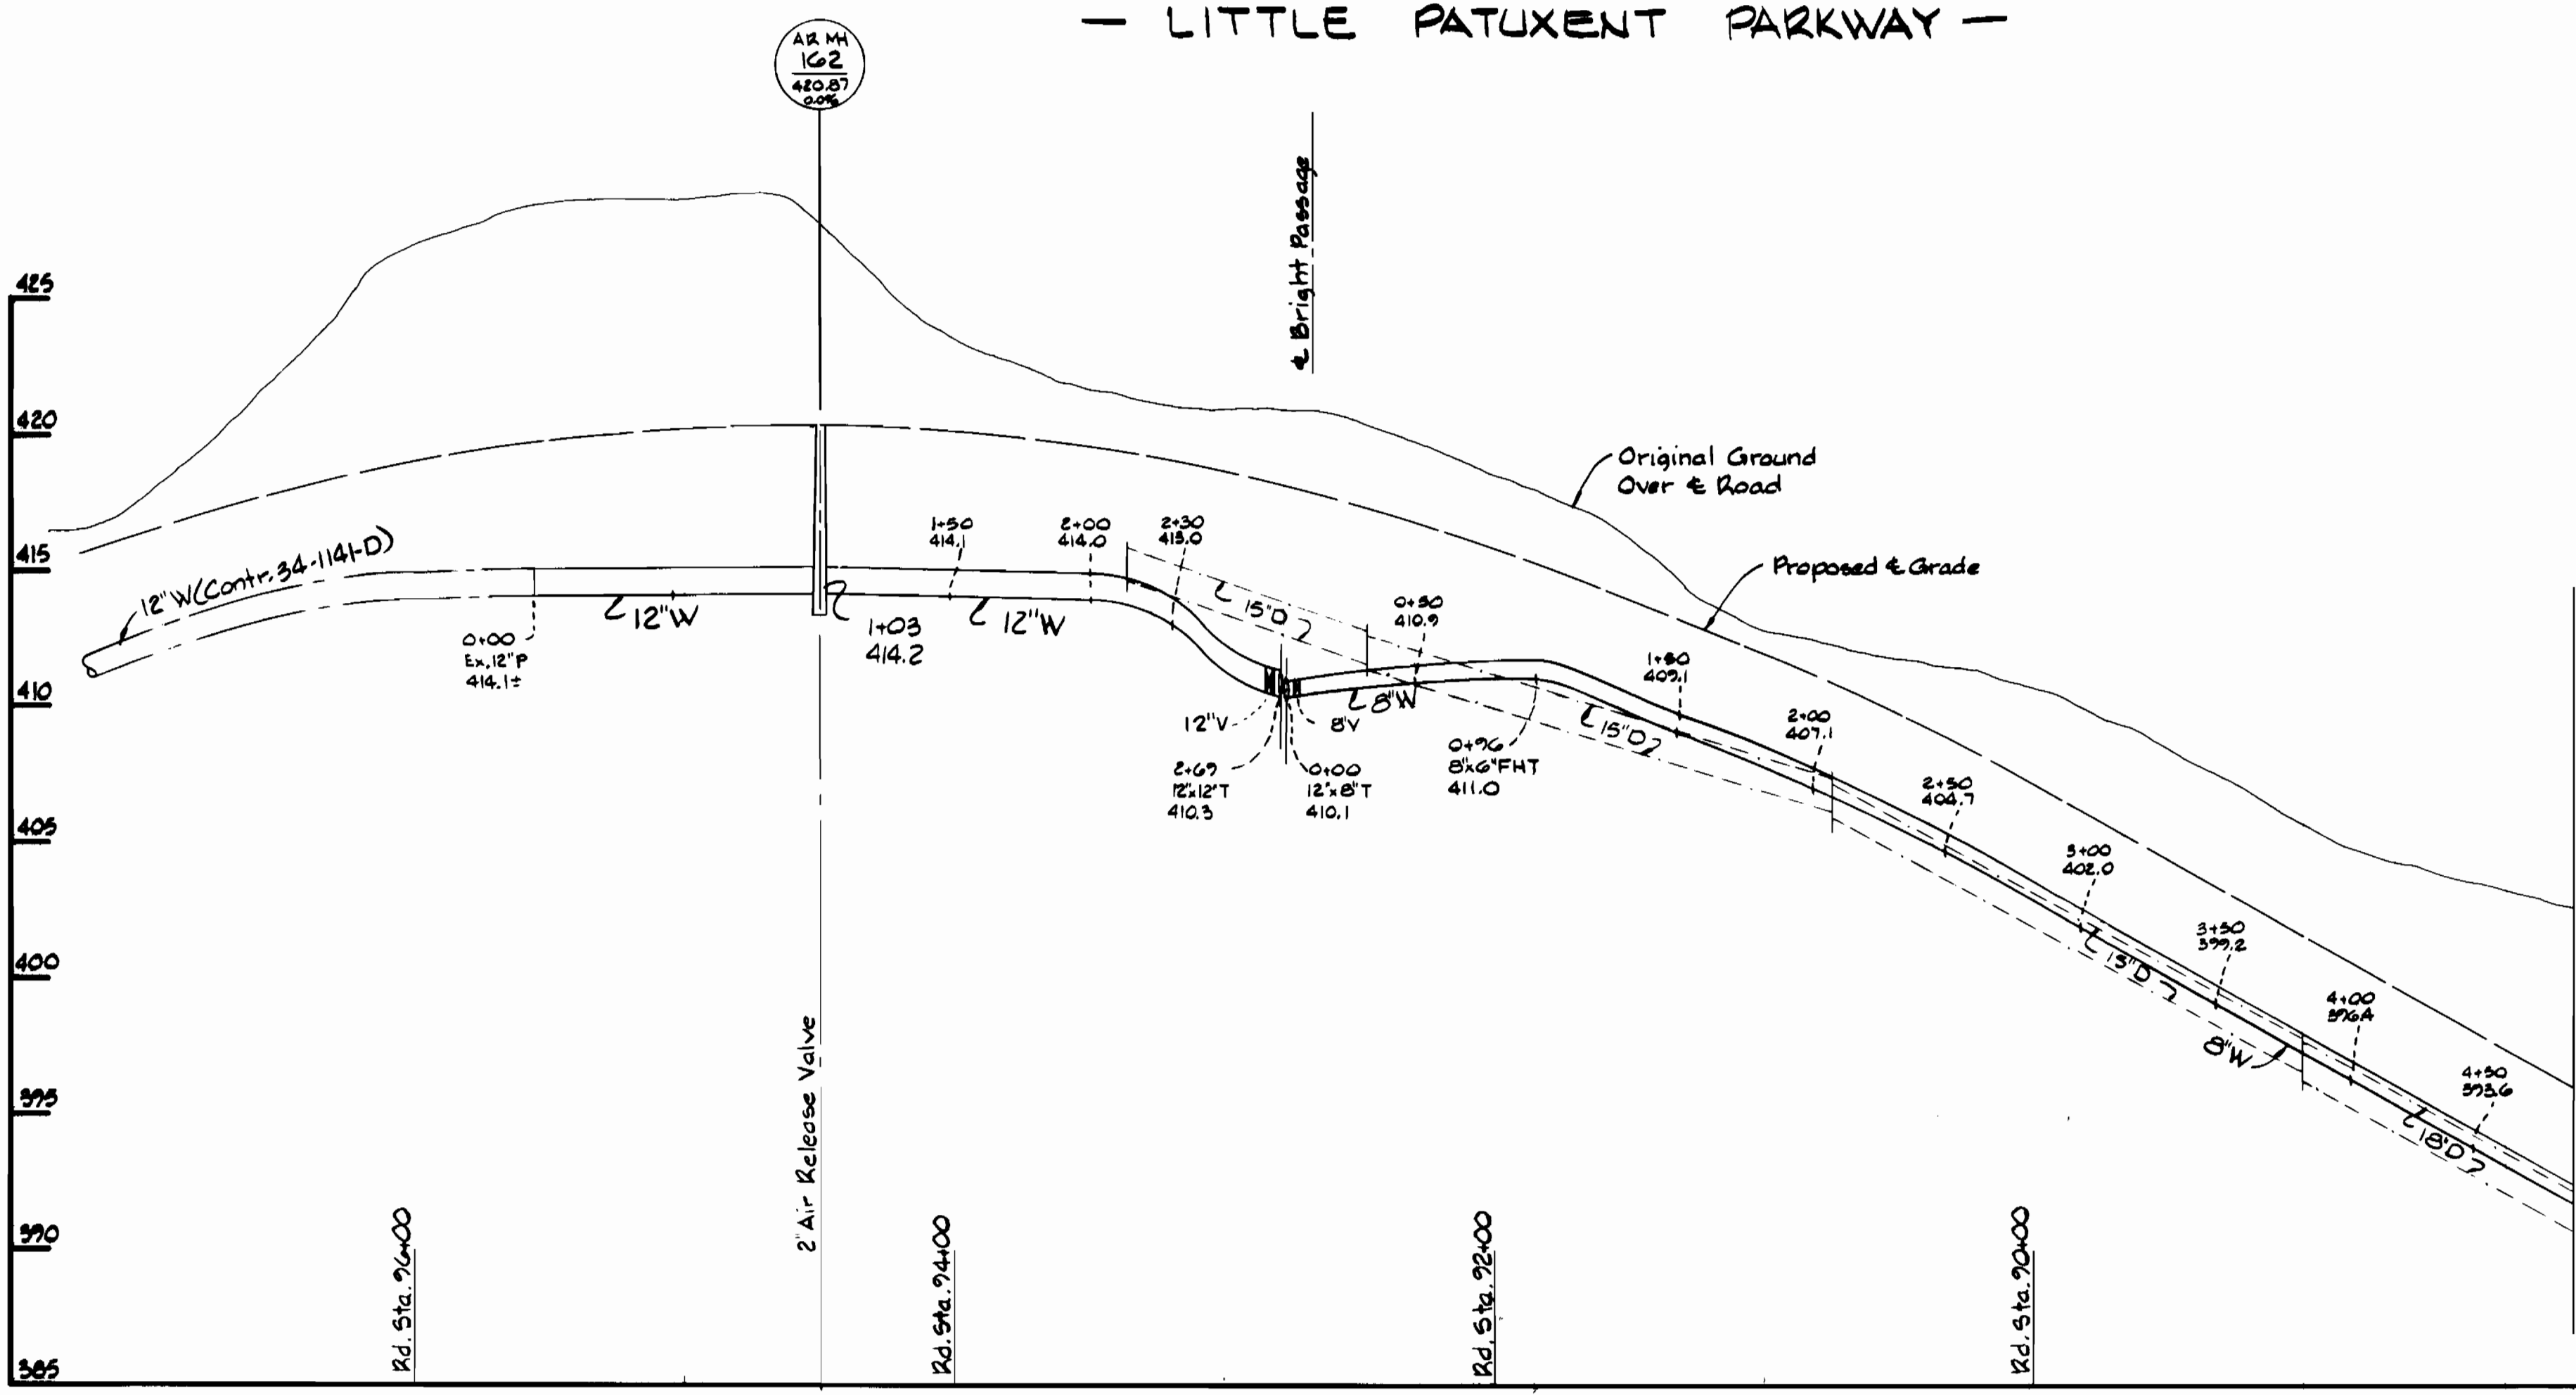 — LITTLE PATUXENT PARKWAY —
AR MH
162
420.87
℄ Bright Passage
Original Ground
Over ℄ Road
Proposed ℄ Grade
425
420
415
410
405
400
395
390
385
12"W(Contr. 34-1141-D)
0+00
Ex. 12"P
414.1±
12"W
1+03
414.2
1+50
414.1
12"W
2+00
414.0
2+30
413.0
15"D
12"V
8"V
2+69
12"x12"T
410.3
0+00
12"x8"T
410.1
8"W
0+50
410.9
0+96
8"x6"FHT
411.0
15"D
1+50
409.1
2+00
407.1
2+50
404.7
3+00
402.0
15"D
3+50
399.2
8"W
4+00
396.4
4+50
393.6
18"D
2" Air Release Valve
Rd. Sta. 96+00
Rd. Sta. 94+00
Rd. Sta. 92+00
Rd. Sta. 90+00